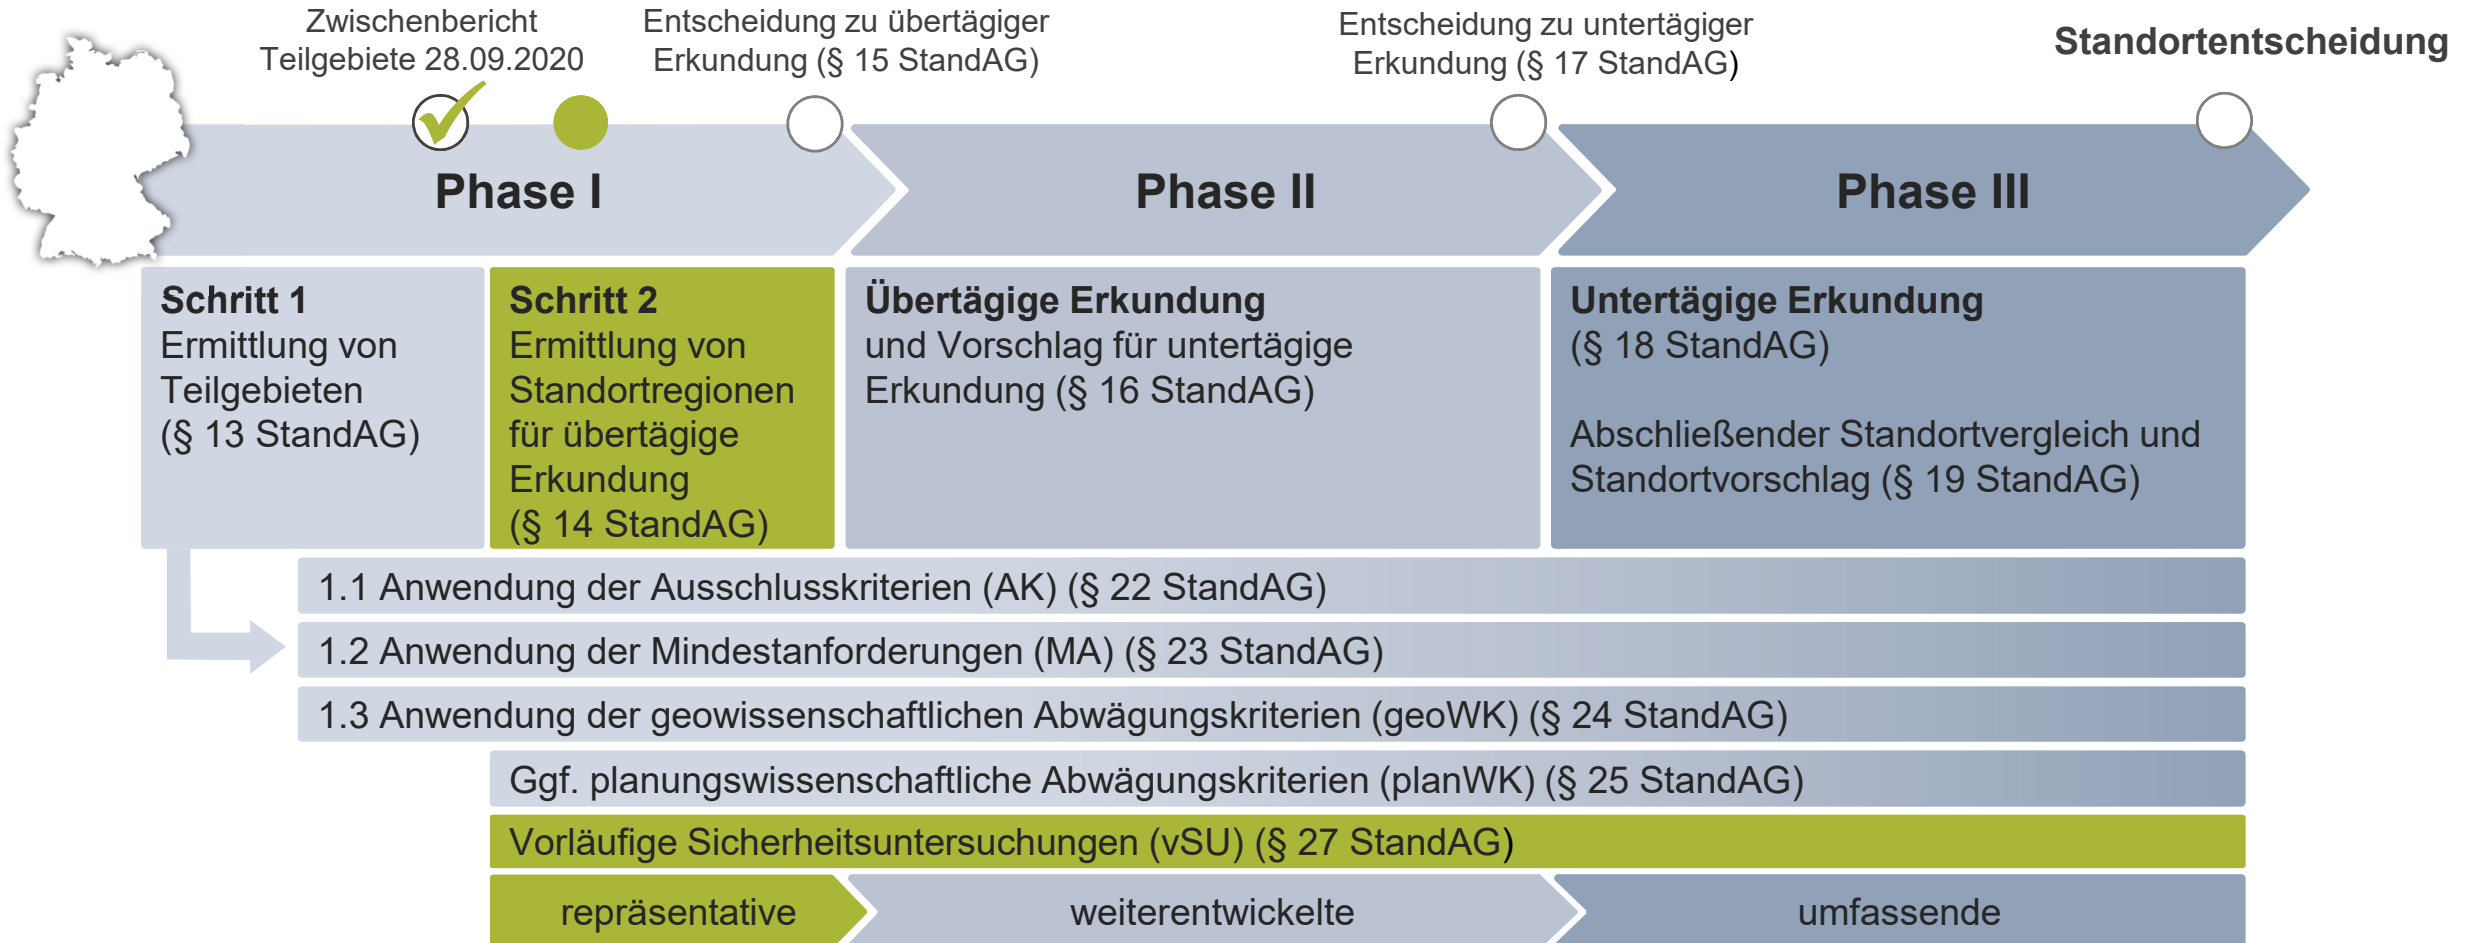 Zwischenbericht
Teilgebiete 28.09.2020
Entscheidung zu übertägiger
Erkundung (§ 15 StandAG)
Entscheidung zu untertägiger
Erkundung (§ 17 StandAG)
Standortentscheidung
Phase I
Phase II
Phase III
Schritt 1
Ermittlung von
Teilgebieten
(§ 13 StandAG)
Schritt 2
Ermittlung von
Standortregionen
für übertägige
Erkundung
(§ 14 StandAG)
Übertägige Erkundung
und Vorschlag für untertägige
Erkundung (§ 16 StandAG)
Untertägige Erkundung
(§ 18 StandAG)
Abschließender Standortvergleich und
Standortvorschlag (§ 19 StandAG)
1.1 Anwendung der Ausschlusskriterien (AK) (§ 22 StandAG)
1.2 Anwendung der Mindestanforderungen (MA) (§ 23 StandAG)
1.3 Anwendung der geowissenschaftlichen Abwägungskriterien (geoWK) (§ 24 StandAG)
Ggf. planungswissenschaftliche Abwägungskriterien (planWK) (§ 25 StandAG)
Vorläufige Sicherheitsuntersuchungen (vSU) (§ 27 StandAG)
repräsentative
weiterentwickelte
umfassende